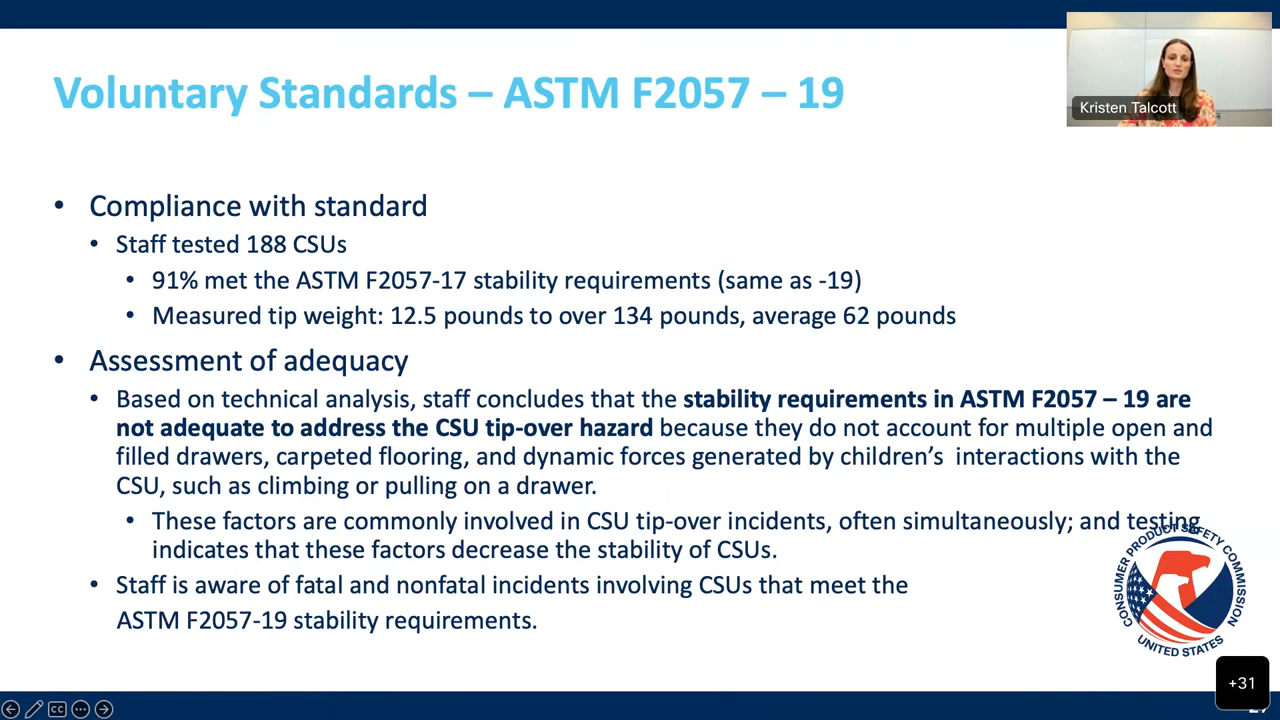 Voluntary Standards – ASTM F2057 – 19
Kristen Talcott
• Compliance with standard
• Staff tested 188 CSUs
• 91% met the ASTM F2057-17 stability requirements (same as -19)
• Measured tip weight: 12.5 pounds to over 134 pounds, average 62 pounds
• Assessment of adequacy
• Based on technical analysis, staff concludes that the stability requirements in ASTM F2057 – 19 are
not adequate to address the CSU tip-over hazard because they do not account for multiple open and
filled drawers, carpeted flooring, and dynamic forces generated by children’s interactions with the
CSU, such as climbing or pulling on a drawer.
• These factors are commonly involved in CSU tip-over incidents, often simultaneously; and testing
indicates that these factors decrease the stability of CSUs.
• Staff is aware of fatal and nonfatal incidents involving CSUs that meet the
ASTM F2057-19 stability requirements.
CONSUMER PRODUCT SAFETY COMMISSION
UNITED STATES
+31
CC